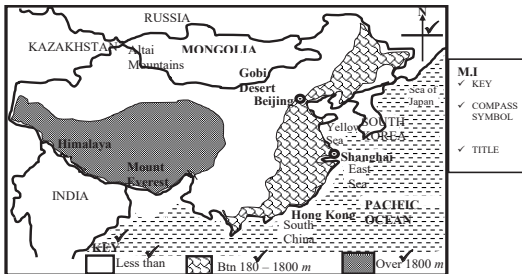 RUSSIA
N
KAZAKHSTAN
Altai
Mountains
MONGOLIA
Gobi
Desert
Beijing
Sea of
Japan
SOUTH
KOREA
Yellow
Sea
Himalaya
Mount
Everest
Shanghai
East
Sea
INDIA
PACIFIC
OCEAN
Hong Kong
South
China
KEY
Less than
Btn 180 – 1800 m
Over 1800 m
M.I
✓ KEY
✓ COMPASS
SYMBOL
✓ TITLE